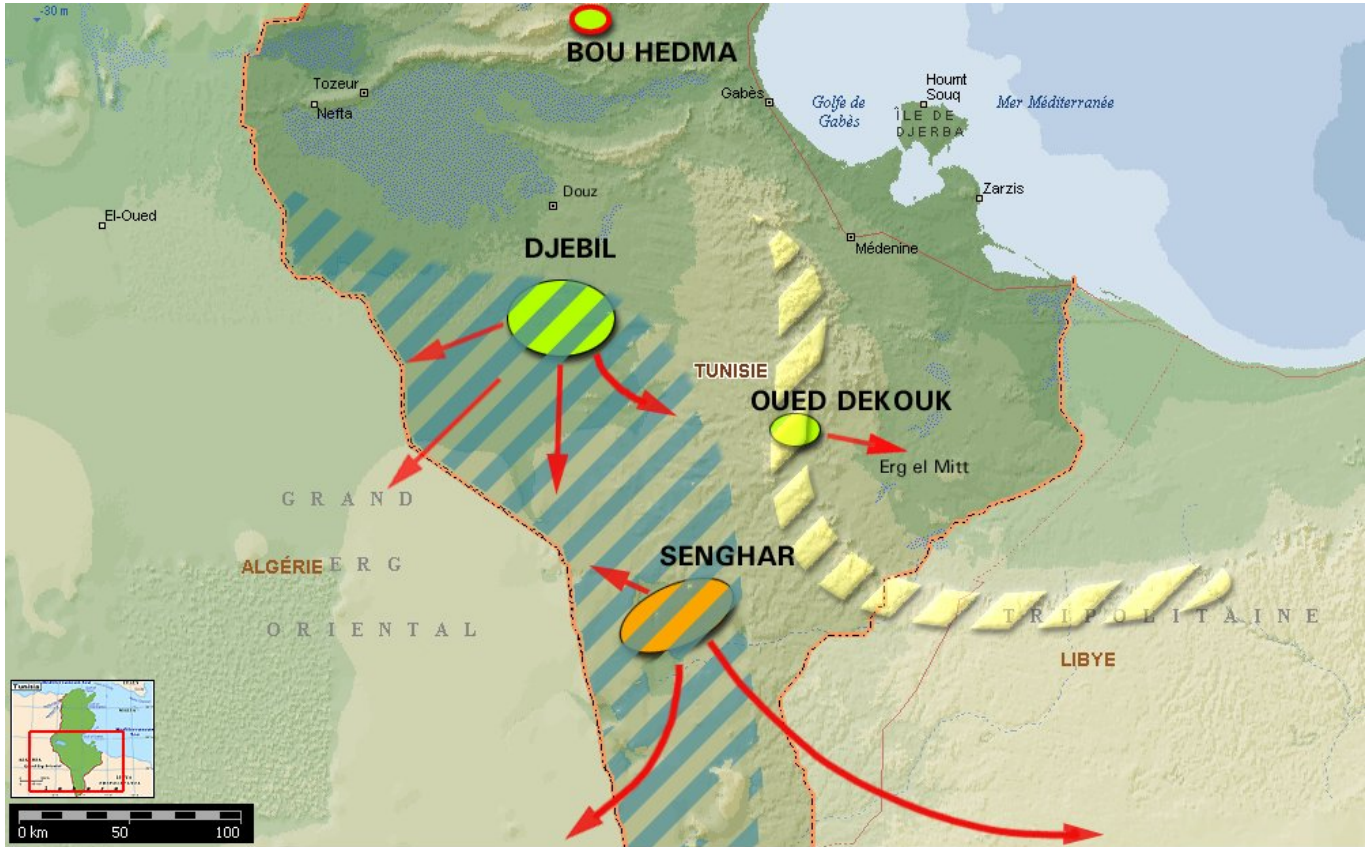 -30 m
BOU HEDMA
Tozeur
Nefta
Gabès
Golfe de
Gabès
Houmt
Souq
ÎLE DE
DJERBA
Mer Méditerranée
Zarzis
Douz
El-Oued
Médenine
DJEBIL
TUNISIE
OUED DEKOUK
Erg el Mitt
GRAND
ERG
ORIENTAL
ALGÉRIE
SENGHAR
TRIPOLITAINE
LIBYE
Tunisia
0 km 50 100